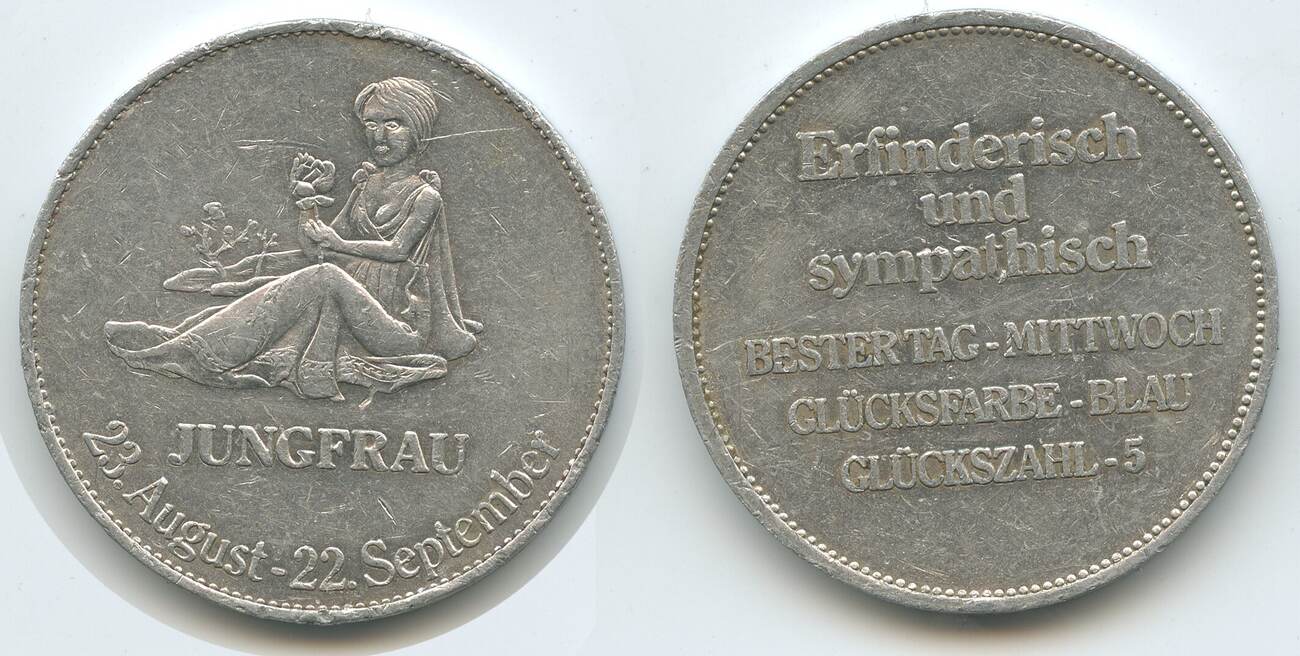 JUNGFRAU
23. August - 22. September
Erfinderisch
und
sympathisch
BESTER TAG - MITTWOCH
GLÜCKSFARBE - BLAU
GLÜCKSZAHL - 5